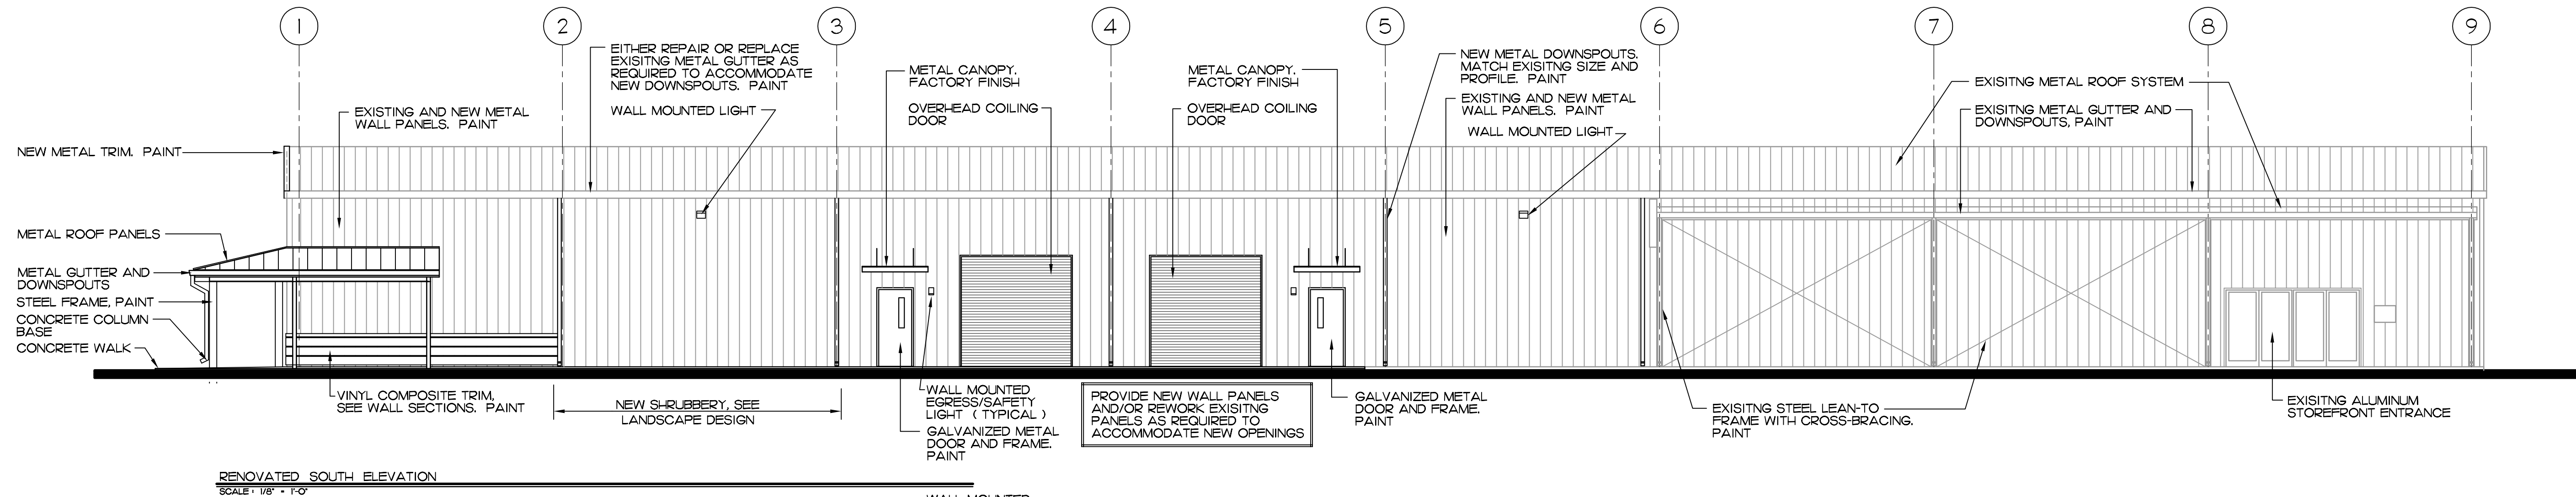 1
2
3
4
5
6
7
8
9
EITHER REPAIR OR REPLACE
EXISITNG METAL GUTTER AS
REQUIRED TO ACCOMMODATE
NEW DOWNSPOUTS. PAINT
WALL MOUNTED LIGHT
EXISTING AND NEW METAL
WALL PANELS. PAINT
NEW METAL TRIM. PAINT
METAL ROOF PANELS
METAL GUTTER AND
DOWNSPOUTS
STEEL FRAME, PAINT
CONCRETE COLUMN
BASE
CONCRETE WALK
METAL CANOPY.
FACTORY FINISH
OVERHEAD COILING
DOOR
METAL CANOPY.
FACTORY FINISH
OVERHEAD COILING
DOOR
NEW METAL DOWNSPOUTS.
MATCH EXISITNG SIZE AND
PROFILE. PAINT
EXISTING AND NEW METAL
WALL PANELS. PAINT
WALL MOUNTED LIGHT
EXISITNG METAL ROOF SYSTEM
EXISITNG METAL GUTTER AND
DOWNSPOUTS, PAINT
VINYL COMPOSITE TRIM,
SEE WALL SECTIONS. PAINT
NEW SHRUBBERY, SEE
LANDSCAPE DESIGN
WALL MOUNTED
EGRESS/SAFETY
LIGHT ( TYPICAL )
GALVANIZED METAL
DOOR AND FRAME.
PAINT
PROVIDE NEW WALL PANELS
AND/OR REWORK EXISITNG
PANELS AS REQUIRED TO
ACCOMMODATE NEW OPENINGS
GALVANIZED METAL
DOOR AND FRAME.
PAINT
EXISITNG STEEL LEAN-TO
FRAME WITH CROSS-BRACING.
PAINT
EXISITNG ALUMINUM
STOREFRONT ENTRANCE
RENOVATED SOUTH ELEVATION
SCALE: 1/8" = 1'-0"
WALL MOUNTED